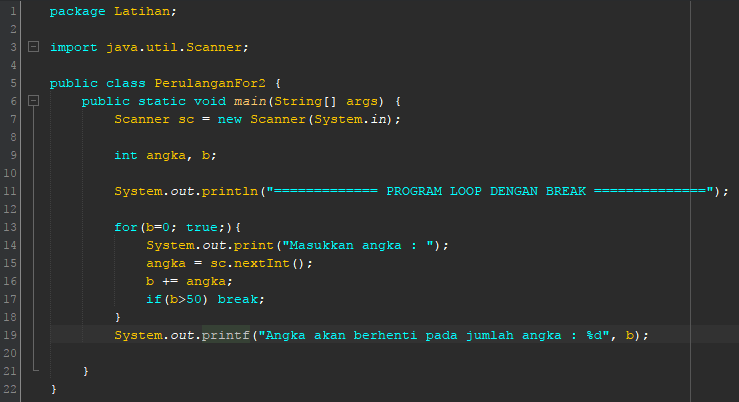 1 package Latihan;
2
3 import java.util.Scanner;
4
5 public class PerulanganFor2 {
6 public static void main(String[] args) {
7 Scanner sc = new Scanner(System.in);
8
9 int angka, b;
10
11 System.out.println("============= PROGRAM LOOP DENGAN BREAK ==============");
12
13 for(b=0; true;){
14 System.out.print("Masukkan angka : ");
15 angka = sc.nextInt();
16 b += angka;
17 if(b>50) break;
18 }
19 System.out.printf("Angka akan berhenti pada jumlah angka : %d", b);
20
21 }
22 }